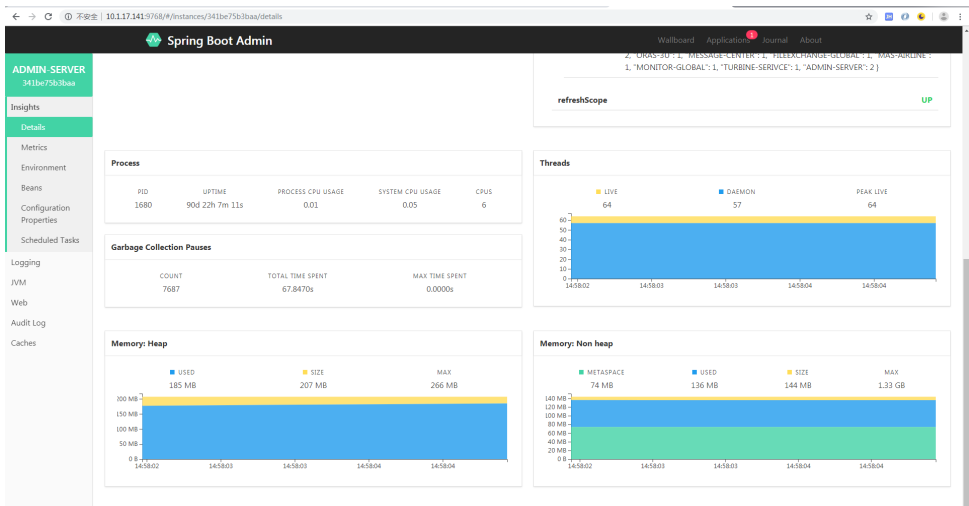 不安全 | 10.1.17.141:9768/#/instances/341be75b3baa/details
Spring Boot Admin
Wallboard Applications 1 Journal About
ADMIN-SERVER
341be75b3baa
Insights
Details
Metrics
Environment
Beans
Configuration
Properties
Scheduled Tasks
Logging
JVM
Web
Audit Log
Caches
2, "ORAS-3U": 1, "MESSAGE-CENTER": 1, "FILEEXCHANGE-GLOBAL": 1, "MAS-AIRLINE":
1, "MONITOR-GLOBAL": 1, "TURBINE-SERIVCE": 1, "ADMIN-SERVER": 2 }
refreshScope UP
Process
PID UPTIME PROCESS CPU USAGE SYSTEM CPU USAGE CPUS
1680 90d 22h 7m 11s 0.01 0.05 6
Garbage Collection Pauses
COUNT TOTAL TIME SPENT MAX TIME SPENT
7687 67.8470s 0.0000s
Threads
LIVE DAEMON PEAK LIVE
64 57 64
60
50
40
30
20
10
0
14:58:02 14:58:03 14:58:03 14:58:04 14:58:04
Memory: Heap
USED SIZE MAX
185 MB 207 MB 266 MB
200 MB
150 MB
100 MB
50 MB
0 B
14:58:02 14:58:03 14:58:03 14:58:04 14:58:04
Memory: Non heap
METASPACE USED SIZE MAX
74 MB 136 MB 144 MB 1.33 GB
140 MB
120 MB
100 MB
80 MB
60 MB
40 MB
20 MB
0 B
14:58:02 14:58:03 14:58:03 14:58:04 14:58:04